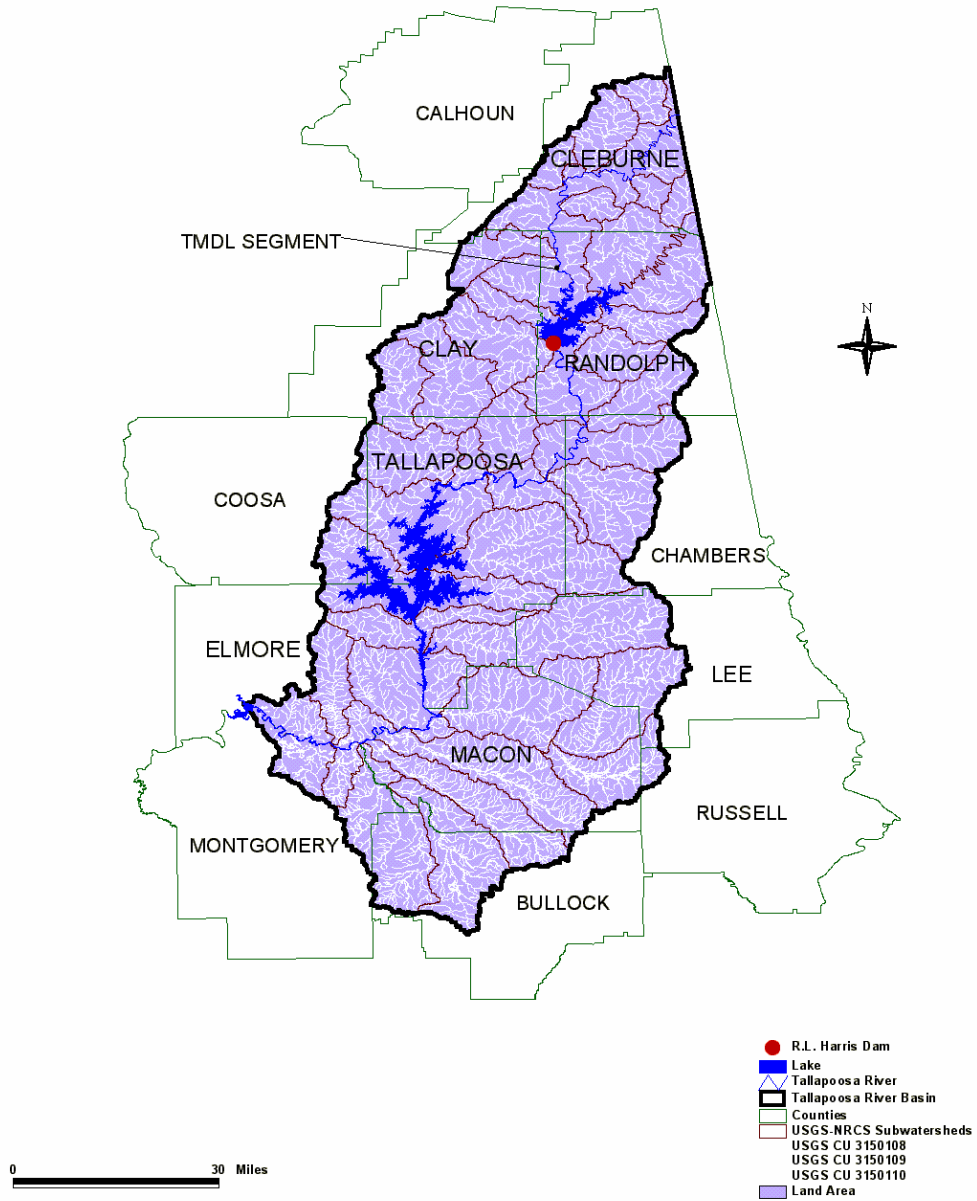 CALHOUN
CLEBURNE
TMDL SEGMENT
N
CLAY
RANDOLPH
TALLAPOOSA
COOSA
CHAMBERS
ELMORE
LEE
MACON
RUSSELL
MONTGOMERY
BULLOCK
R.L. Harris Dam
Lake
Tallapoosa River
Tallapoosa River Basin
Counties
USGS-NRCS Subwatersheds
USGS CU 3150108
USGS CU 3150109
USGS CU 3150110
Land Area
0 30 Miles